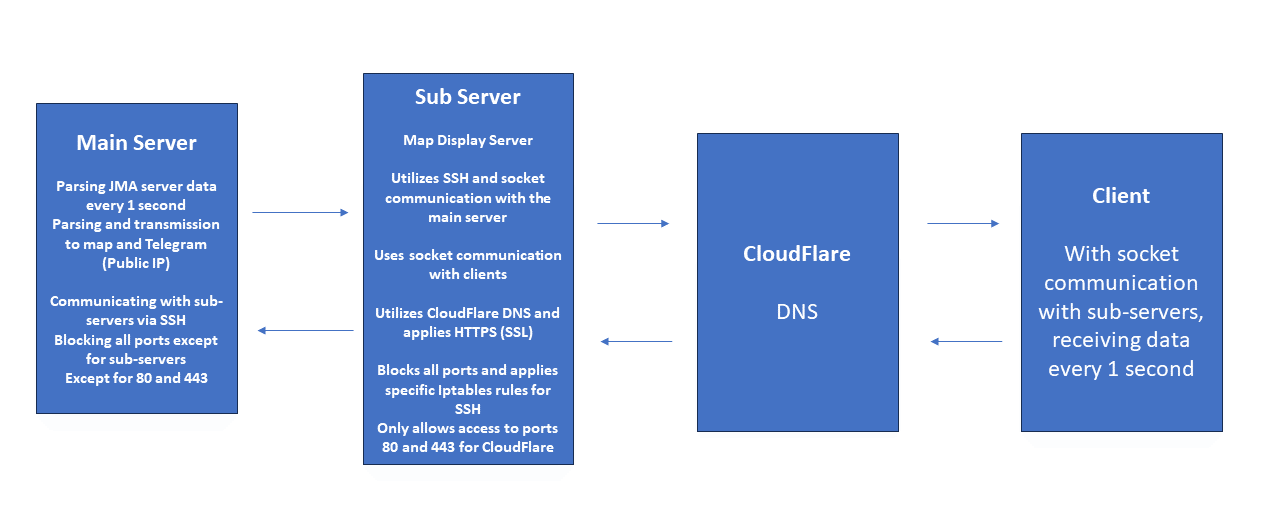 Main Server
Parsing JMA server data
every 1 second
Parsing and transmission
to map and Telegram
(Public IP)
Communicating with sub-
servers via SSH
Blocking all ports except
for sub-servers
Except for 80 and 443
Sub Server
Map Display Server
Utilizes SSH and socket
communication with the
main server
Uses socket communication
with clients
Utilizes CloudFlare DNS and
applies HTTPS (SSL)
Blocks all ports and applies
specific Iptables rules for
SSH
Only allows access to ports
80 and 443 for CloudFlare
CloudFlare
DNS
Client
With socket
communication
with sub-servers,
receiving data
every 1 second